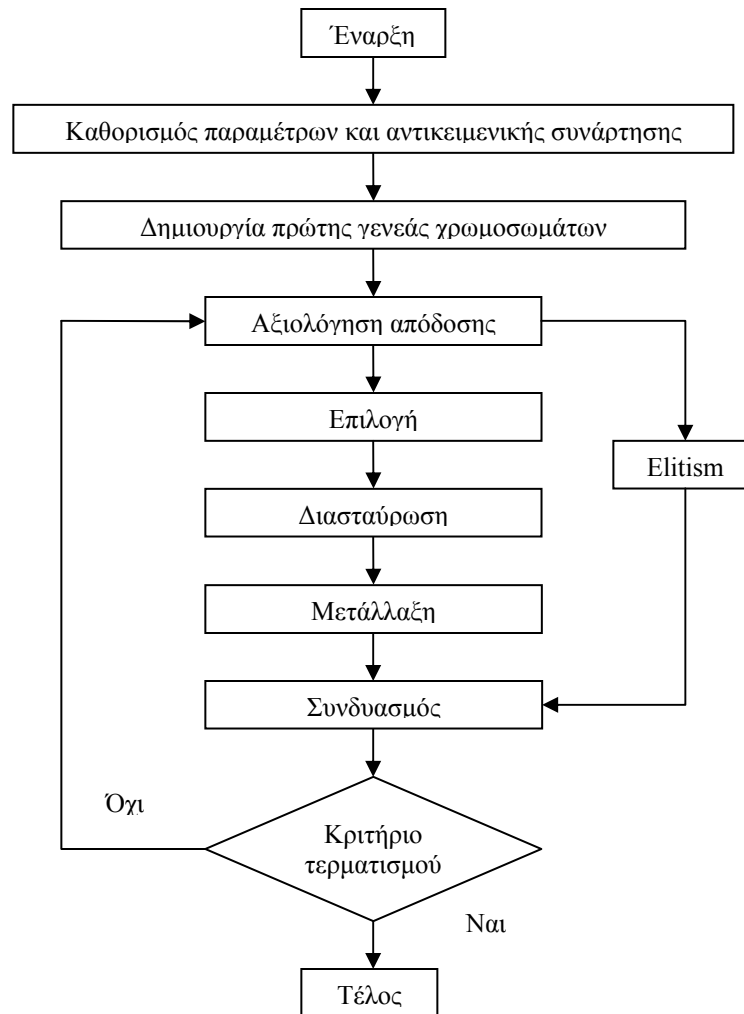 Έναρξη
Καθορισμός παραμέτρων και αντικειμενικής συνάρτησης
Δημιουργία πρώτης γενεάς χρωμοσωμάτων
Αξιολόγηση απόδοσης
Επιλογή
Elitism
Διασταύρωση
Μετάλλαξη
Συνδυασμός
Όχι
Κριτήριο
τερματισμού
Ναι
Τέλος